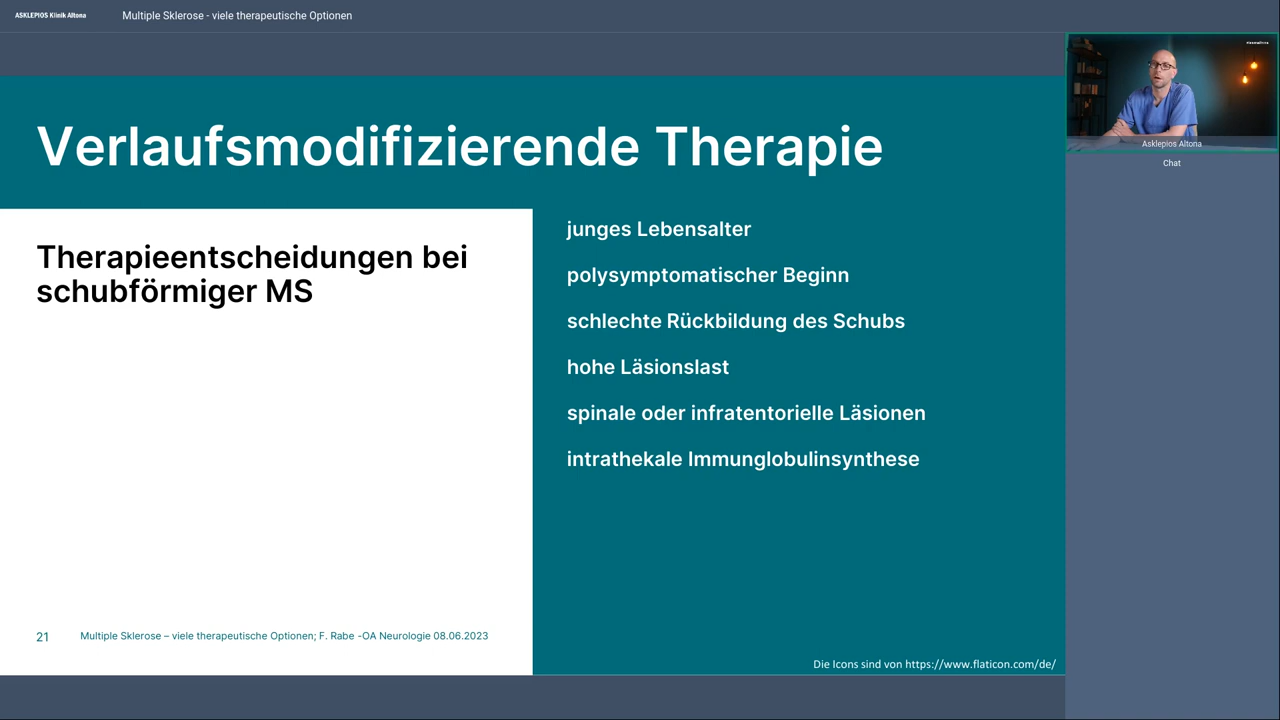 ASKLEPIOS Klinik Altona
Multiple Sklerose - viele therapeutische Optionen
Verlaufsmodifizierende Therapie
Therapieentscheidungen bei
schubförmiger MS
junges Lebensalter
polysymptomatischer Beginn
schlechte Rückbildung des Schubs
hohe Läsionslast
spinale oder infratentorielle Läsionen
intrathekale Immunglobulinsynthese
21
Multiple Sklerose – viele therapeutische Optionen; F. Rabe -OA Neurologie 08.06.2023
Die Icons sind von https://www.flaticon.com/de/
Asklepios Altona
Chat